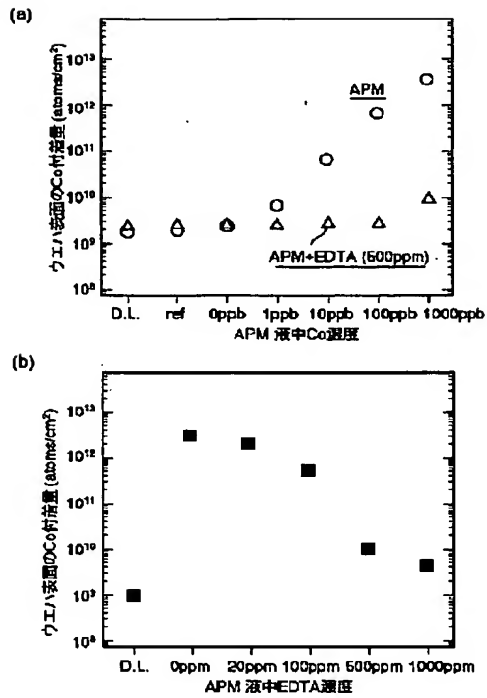 (a)
ウエハ表面のCo付着量 (atoms/cm²)
10¹³
10¹²
10¹¹
10¹⁰
10⁹
10⁸
APM
APM+EDTA (500ppm)
D.L. ref 0ppb 1ppb 10ppb 100ppb 1000ppb
APM 液中Co濃度
(b)
ウエハ表面のCo付着量 (atoms/cm²)
10¹³
10¹²
10¹¹
10¹⁰
10⁹
10⁸
D.L. 0ppm 20ppm 100ppm 500ppm 1000ppm
APM 液中EDTA濃度